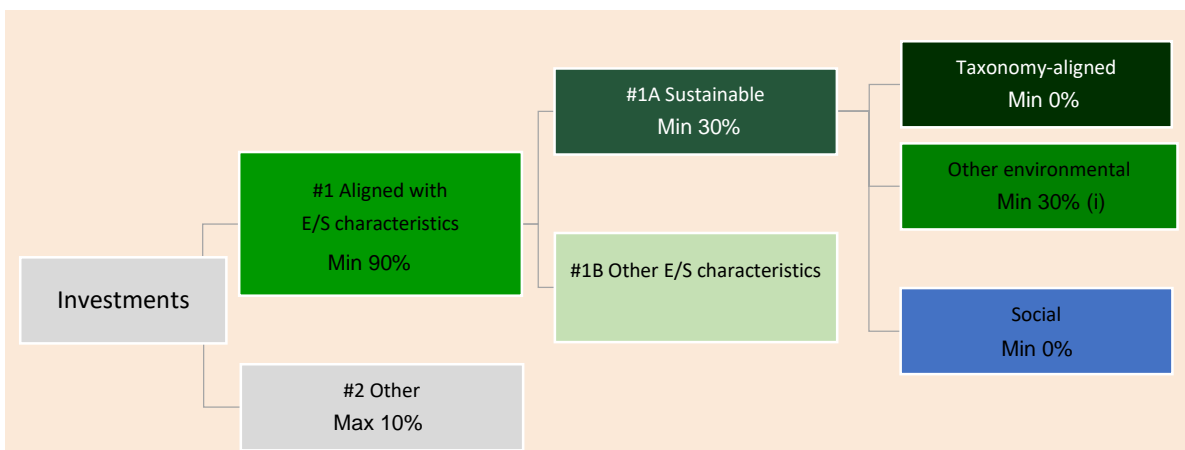 Investments
#1 Aligned with
E/S characteristics
Min 90%
#2 Other
Max 10%
#1A Sustainable
Min 30%
#1B Other E/S characteristics
Taxonomy-aligned
Min 0%
Other environmental
Min 30% (i)
Social
Min 0%